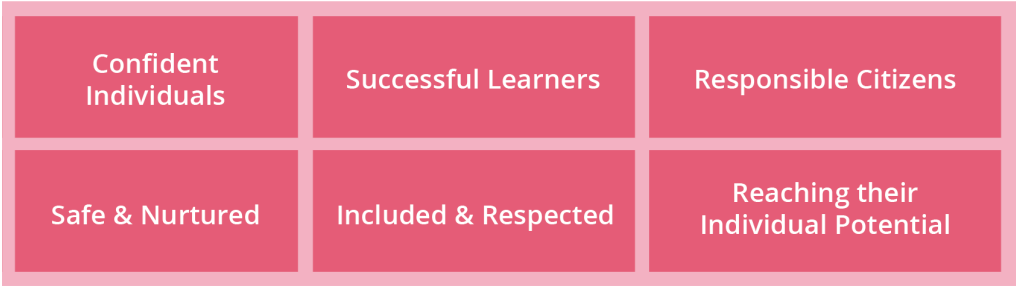 Confident
Individuals
Successful Learners
Responsible Citizens
Safe & Nurtured
Included & Respected
Reaching their
Individual Potential